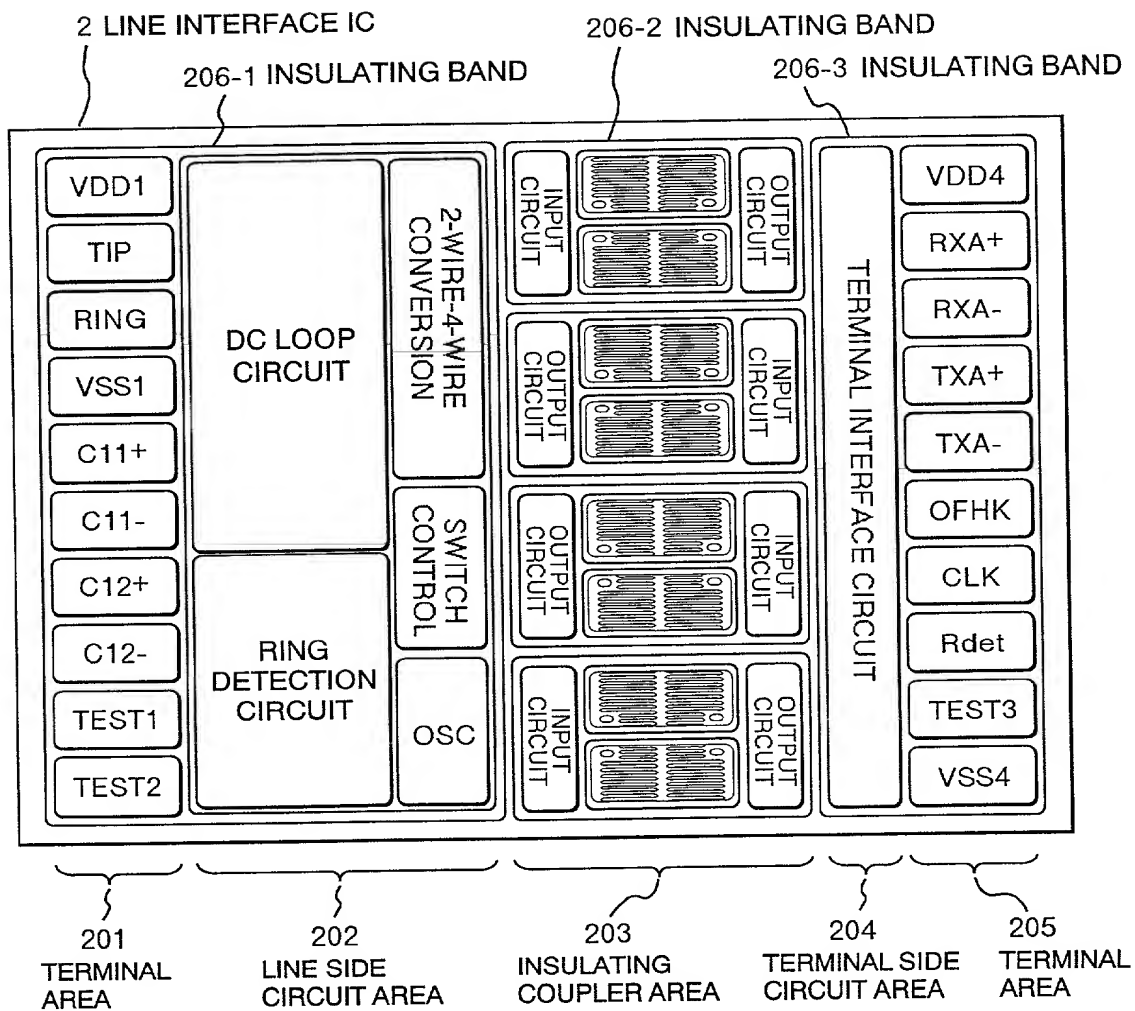 2 LINE INTERFACE IC
206-1 INSULATING BAND
206-2 INSULATING BAND
206-3 INSULATING BAND
VDD1
TIP
RING
VSS1
C11+
C11-
C12+
C12-
TEST1
TEST2
DC LOOP
CIRCUIT
RING
DETECTION
CIRCUIT
2-WIRE-4-WIRE
CONVERSION
SWITCH
CONTROL
OSC
INPUT
CIRCUIT
OUTPUT
CIRCUIT
OUTPUT
CIRCUIT
INPUT
CIRCUIT
OUTPUT
CIRCUIT
INPUT
CIRCUIT
INPUT
CIRCUIT
OUTPUT
CIRCUIT
TERMINAL INTERFACE CIRCUIT
VDD4
RXA+
RXA-
TXA+
TXA-
OFHK
CLK
Rdet
TEST3
VSS4
201
TERMINAL
AREA
202
LINE SIDE
CIRCUIT AREA
203
INSULATING
COUPLER AREA
204
TERMINAL SIDE
CIRCUIT AREA
205
TERMINAL
AREA